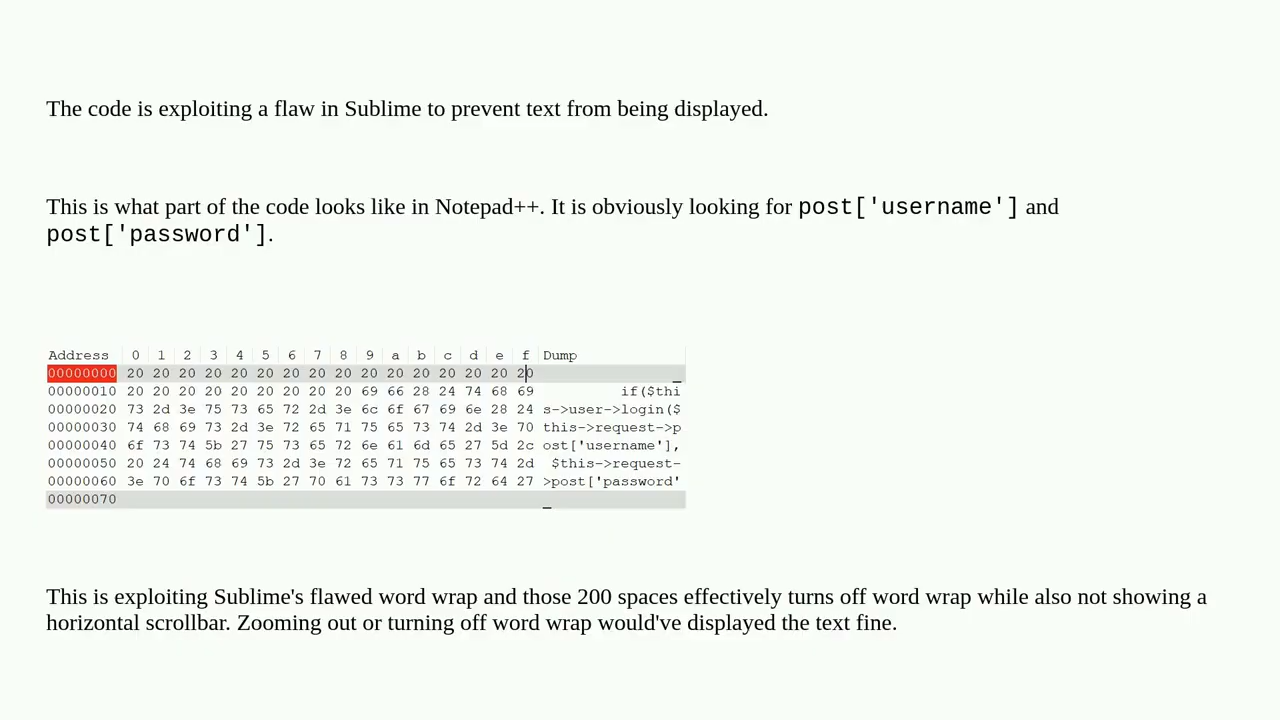 The code is exploiting a flaw in Sublime to prevent text from being displayed.
This is what part of the code looks like in Notepad++. It is obviously looking for post['username'] and
post['password'].
Address 0 1 2 3 4 5 6 7 8 9 a b c d e f Dump
00000000 20 20 20 20 20 20 20 20 20 20 20 20 20 20 20 20 _
00000010 20 20 20 20 20 20 20 20 20 69 66 28 24 74 68 69 if($thi
00000020 73 2d 3e 75 73 65 72 2d 3e 6c 6f 67 69 6e 28 24 s->user->login($
00000030 74 68 69 73 2d 3e 72 65 71 75 65 73 74 2d 3e 70 this->request->p
00000040 6f 73 74 5b 27 75 73 65 72 6e 61 6d 65 27 5d 2c ost['username'],
00000050 20 24 74 68 69 73 2d 3e 72 65 71 75 65 73 74 2d $this->request-
00000060 3e 70 6f 73 74 5b 27 70 61 73 73 77 6f 72 64 27 >post['password'
00000070 _
This is exploiting Sublime's flawed word wrap and those 200 spaces effectively turns off word wrap while also not showing a
horizontal scrollbar. Zooming out or turning off word wrap would've displayed the text fine.